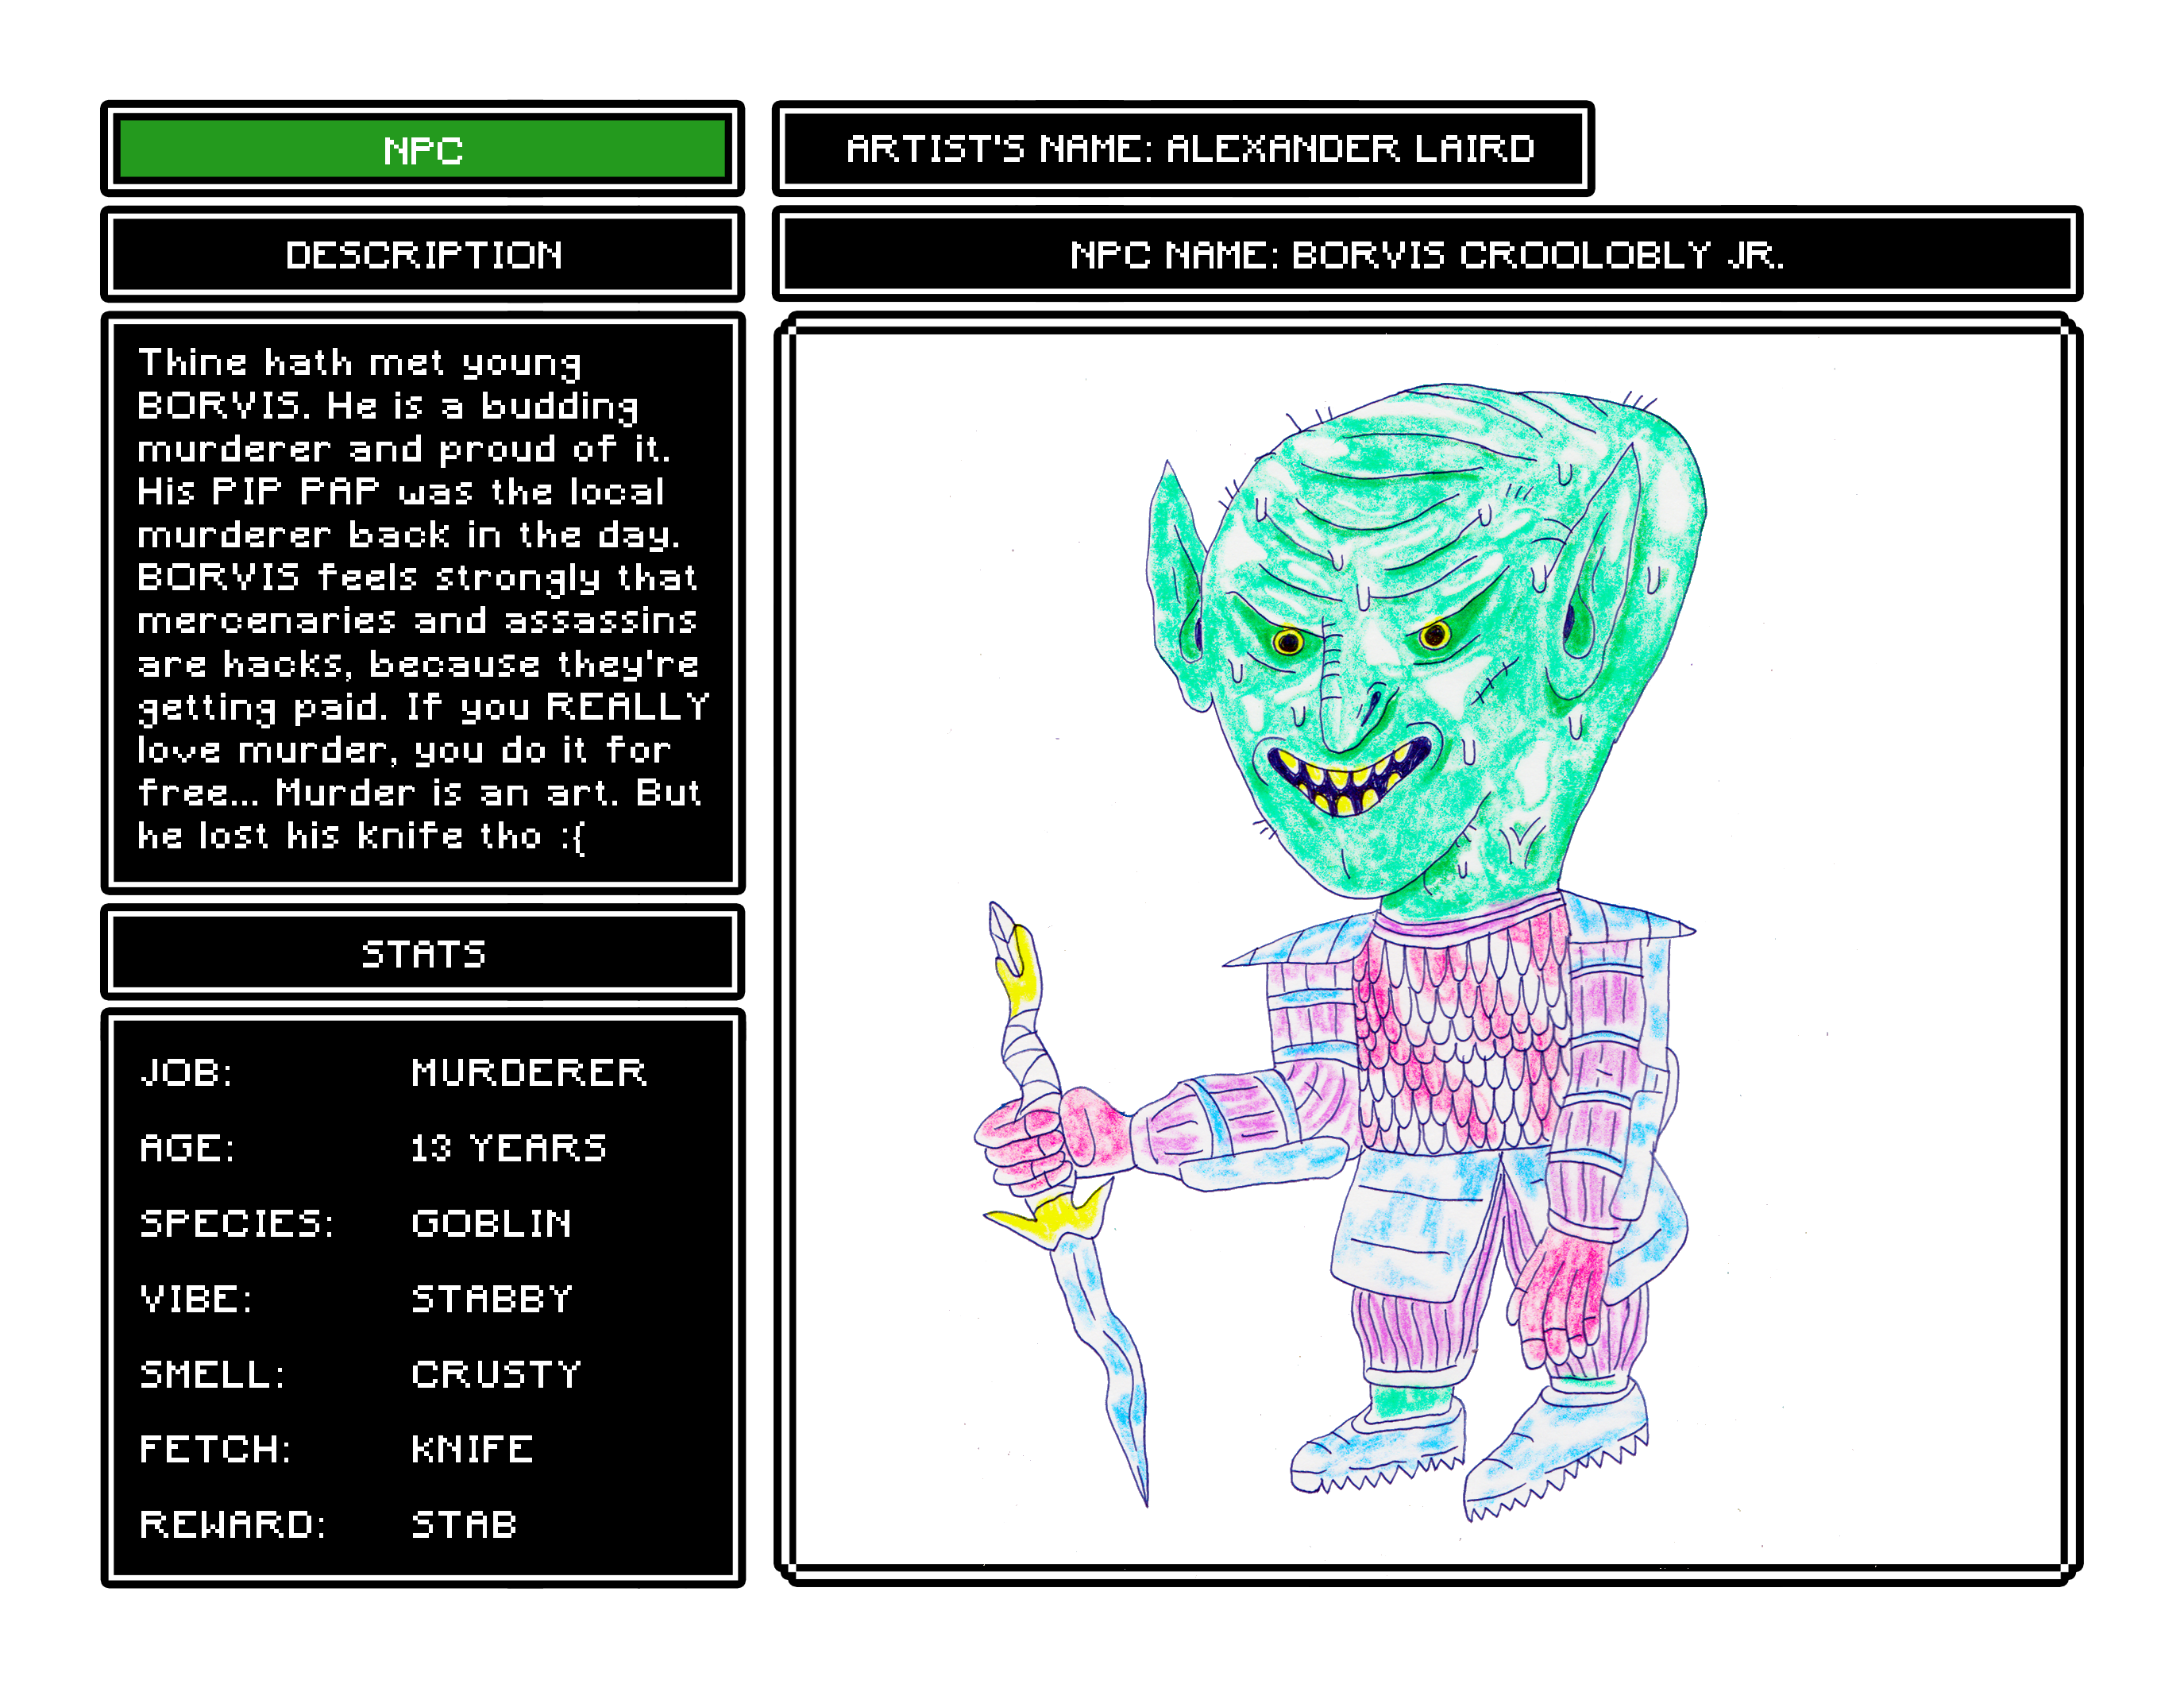 NPC
ARTIST'S NAME: ALEXANDER LAIRD
DESCRIPTION
NPC NAME: BORVIS CROOLOBLY JR.
Thine hath met young
BORVIS. He is a budding
murderer and proud of it.
His PIP PAP was the local
murderer back in the day.
BORVIS feels strongly that
mercenaries and assassins
are hacks, because they're
getting paid. If you REALLY
love murder, you do it for
free... Murder is an art. But
he lost his knife tho :{
STATS
JOB: MURDERER
AGE: 13 YEARS
SPECIES: GOBLIN
VIBE: STABBY
SMELL: CRUSTY
FETCH: KNIFE
REWARD: STAB